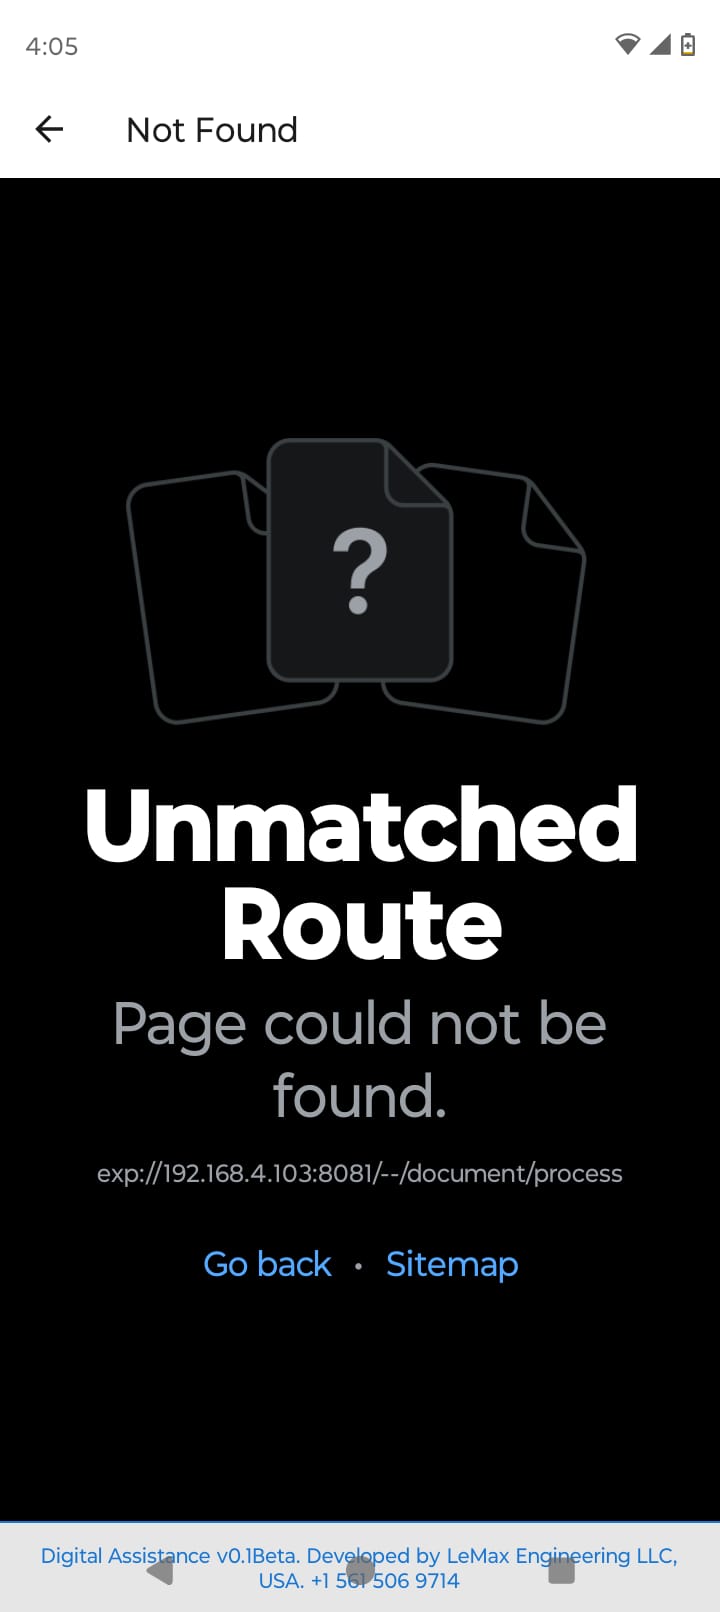 4:05
Not Found
?
Unmatched
Route
Page could not be
found.
exp://192.168.4.103:8081/--/document/process
Go back • Sitemap
Digital Assistance v0.1Beta. Developed by LeMax Engineering LLC,
USA. +1 561 506 9714